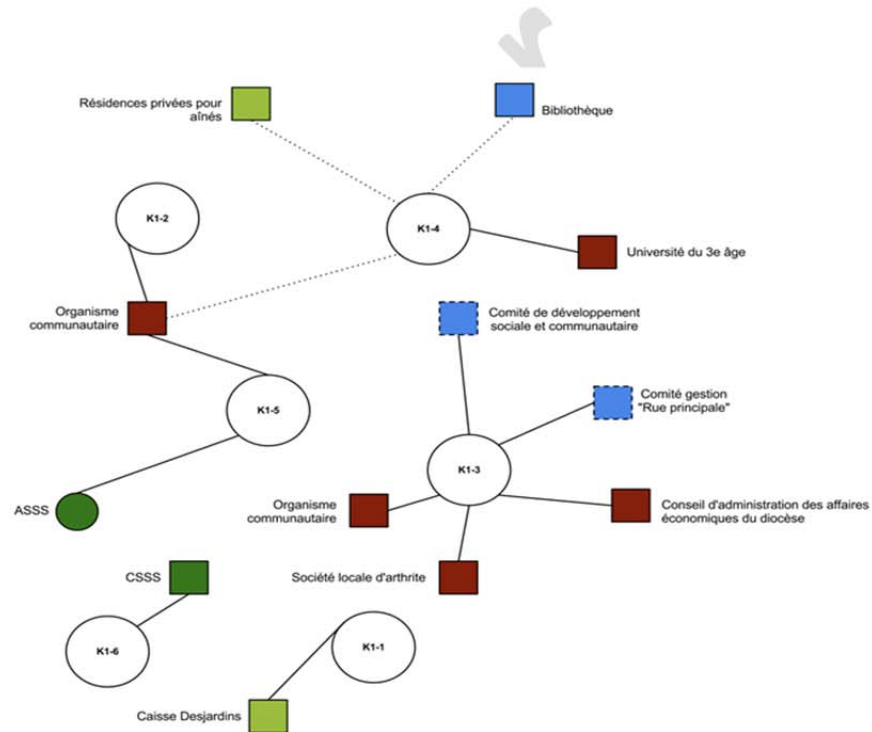 Résidences privées pour
aînés
Bibliothèque
K1-2
K1-4
Université du 3e âge
Organisme
communautaire
Comité de développement
sociale et communautaire
Comité gestion
"Rue principale"
K1-5
K1-3
ASSS
Organisme
communautaire
Conseil d'administration des affaires
économiques du diocèse
CSSS
Société locale d'arthrite
K1-6
K1-1
Caisse Desjardins